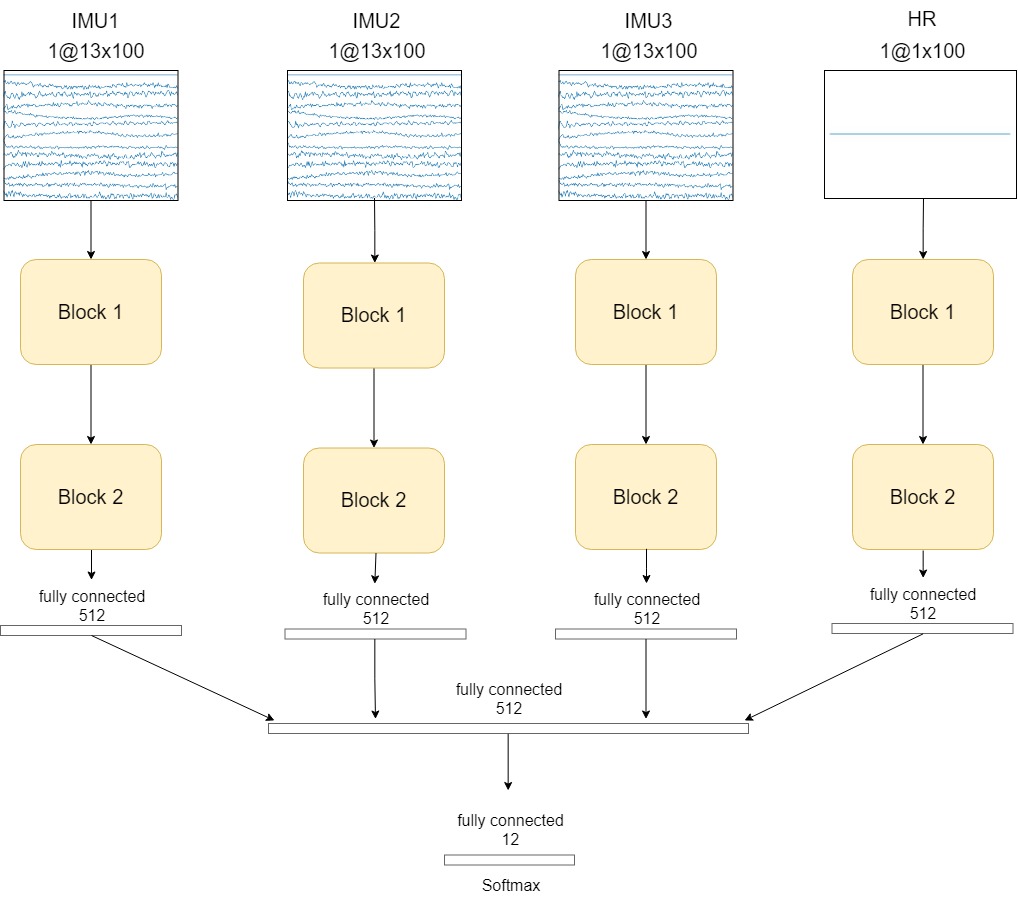 IMU1
1@13x100
IMU2
1@13x100
IMU3
1@13x100
HR
1@1x100
Block 1
Block 1
Block 1
Block 1
Block 2
Block 2
Block 2
Block 2
fully connected
512
fully connected
512
fully connected
512
fully connected
512
fully connected
512
fully connected
12
Softmax